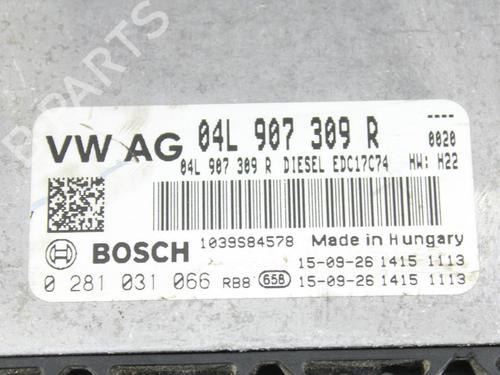 B PARTS
VW AG 04L 907 309 R ----
0020
04L 907 309 R DIESEL EDC17C74 HW: H22
BOSCH 1039S84578 Made in Hungary
15-09-26 1415 1113
0 281 031 066 RB8 658 15-09-26 1415 1113